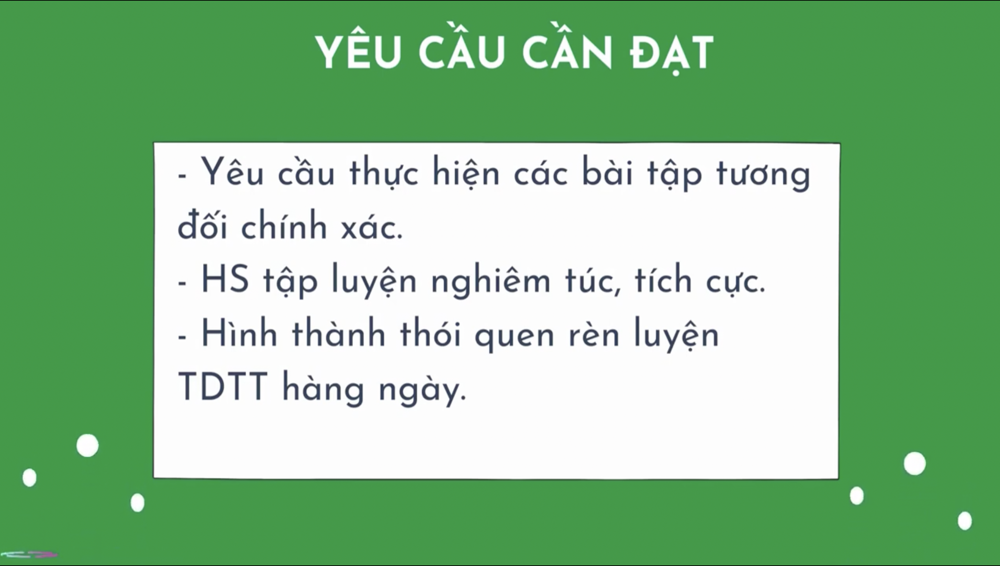 YÊU CẦU CẦN ĐẠT
- Yêu cầu thực hiện các bài tập tương
đối chính xác.
- HS tập luyện nghiêm túc, tích cực.
- Hình thành thói quen rèn luyện
TDTT hàng ngày.